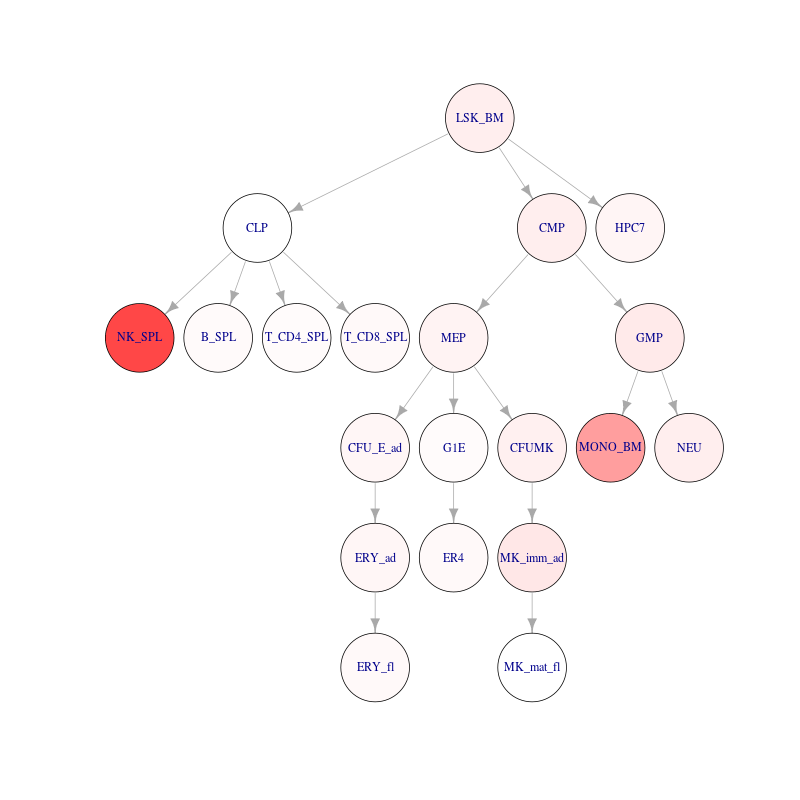 LSK_BM
CLP
CMP
HPC7
NK_SPL
B_SPL
T_CD4_SPL
T_CD8_SPL
MEP
GMP
CFU_E_ad
G1E
CFUMK
MONO_BM
NEU
ERY_ad
ER4
MK_imm_ad
ERY_fl
MK_mat_fl